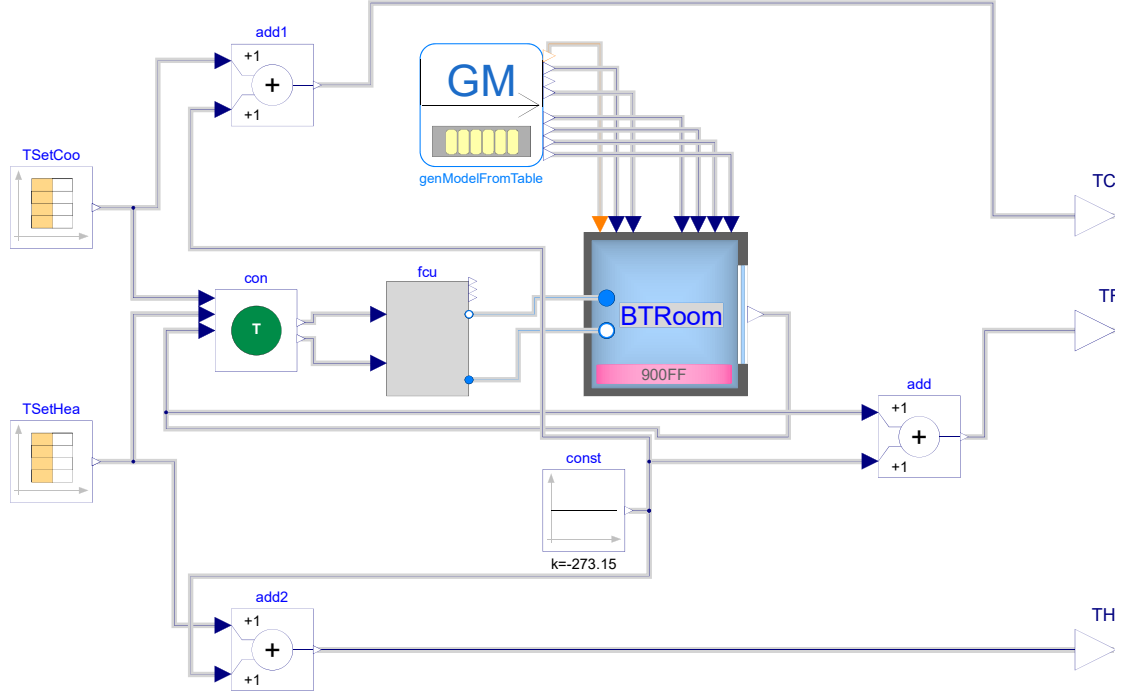 add1
+1
+
+1
GM
genModelFromTable
TSetCoo
TC
con
fcu
T
BTRoom
900FF
TSetHea
add
+1
+
+1
const
k=-273.15
add2
+1
+
+1
TH